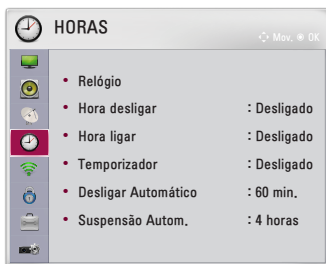 HORAS
Mov. OK
Relógio
Hora desligar : Desligado
Hora ligar : Desligado
Temporizador : Desligado
Desligar Automático : 60 min.
Suspensão Autom. : 4 horas